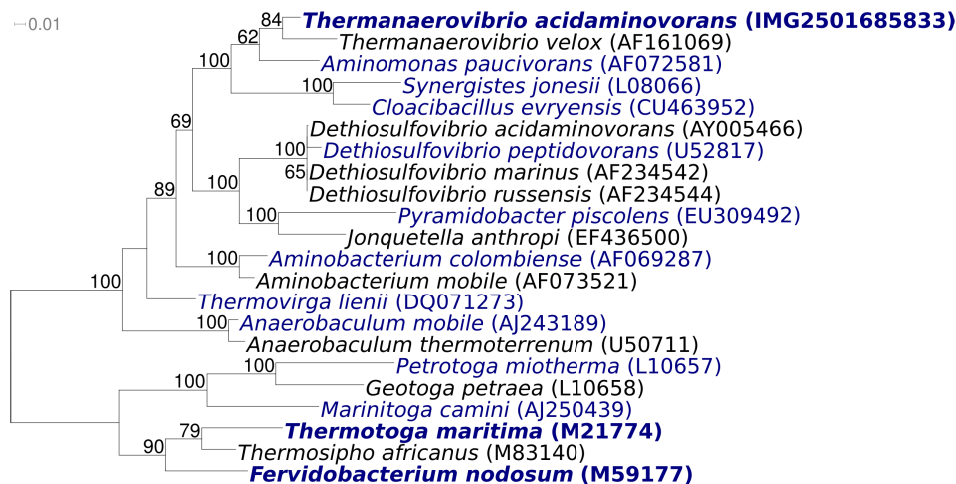 0.01
84 Thermanaerovibrio acidaminovorans (IMG2501685833)
62 Thermanaerovibrio velox (AF161069)
100 Aminomonas paucivorans (AF072581)
100 Synergistes jonesii (L08066)
Cloacibacillus evryensis (CU463952)
69 Dethiosulfovibrio acidaminovorans (AY005466)
100 Dethiosulfovibrio peptidovorans (U52817)
65 Dethiosulfovibrio marinus (AF234542)
89 100 Dethiosulfovibrio russensis (AF234544)
100 Pyramidobacter piscolens (EU309492)
Jonquetella anthropi (EF436500)
100 Aminobacterium colombiense (AF069287)
100 Aminobacterium mobile (AF073521)
Thermovirga lienii (DQ071273)
100 Anaerobaculum mobile (AJ243189)
Anaerobaculum thermoterrenum (U50711)
100 Petrotoga miotherma (L10657)
100 Geotoga petraea (L10658)
Marinitoga camini (AJ250439)
79 Thermotoga maritima (M21774)
90 Thermosipho africanus (M83140)
Fervidobacterium nodosum (M59177)